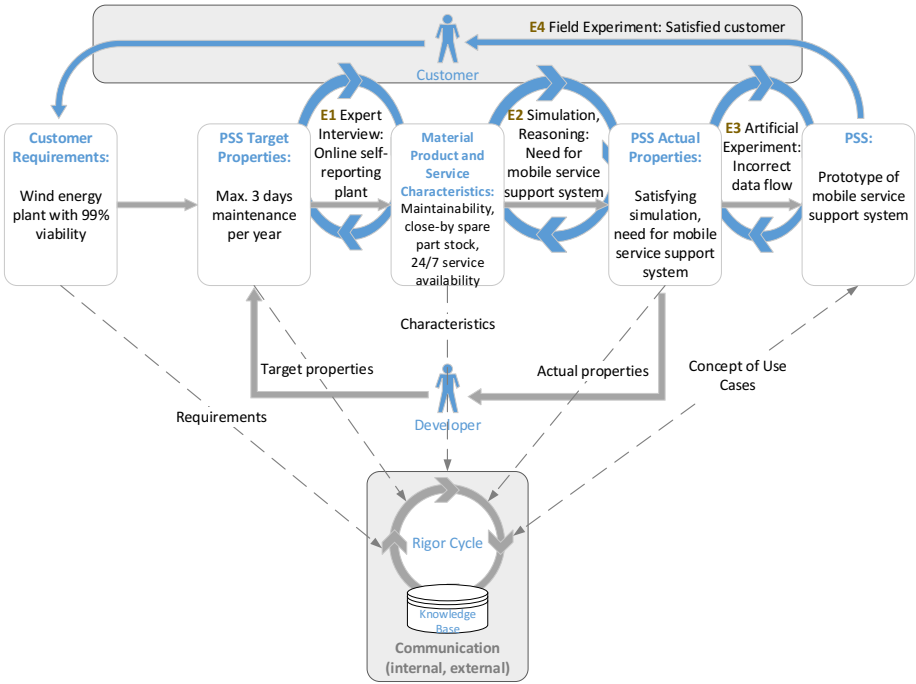 E4 Field Experiment: Satisfied customer
Customer
Customer
Requirements:
Wind energy
plant with 99%
viability
PSS Target
Properties:
Max. 3 days
maintenance
per year
E1 Expert
Interview:
Online self-
reporting
plant
Material
Product and
Service
Characteristics:
Maintainability,
close-by spare
part stock,
24/7 service
availability
E2 Simulation,
Reasoning:
Need for
mobile service
support system
PSS Actual
Properties:
Satisfying
simulation,
need for mobile
service support
system
E3 Artificial
Experiment:
Incorrect
data flow
PSS:
Prototype of
mobile service
support system
Characteristics
Target properties
Actual properties
Concept of Use
Cases
Requirements
Developer
Rigor Cycle
Knowledge
Base
Communication
(internal, external)